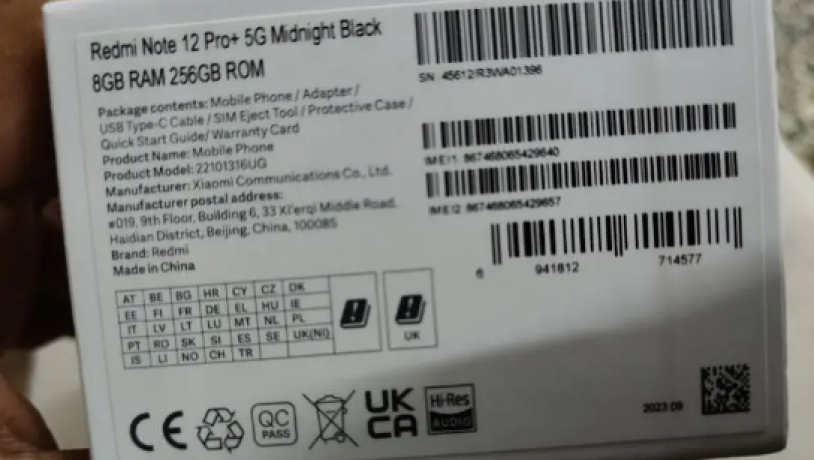 Redmi Note 12 Pro+ 5G Midnight Black
8GB RAM 256GB ROM
Package contents: Mobile Phone / Adapter /
USB Type-C Cable / SIM Eject Tool / Protective Case /
Quick Start Guide/ Warranty Card
Product Name: Mobile Phone
Product Model: 22101316UG
Manufacturer: Xiaomi Communications Co., Ltd.
Manufacturer postal address:
#019, 9th Floor, Building 6, 33 Xi'erqi Middle Road,
Haidian District, Beijing, China, 100085
Brand: Redmi
Made in China
SN 45612/R3WA01396
IMEI1 867468065429640
IMEI2 867468065429657
6 941812 714577
AT BE BG HR CY CZ DK
EE FI FR DE EL HU IE
IT LV LT LU MT NL PL
PT RO SK SI ES SE UK(NI)
IS LI NO CH TR
UK
CE
QC
PASS
UK
CA
Hi-Res
AUDIO
2023.09